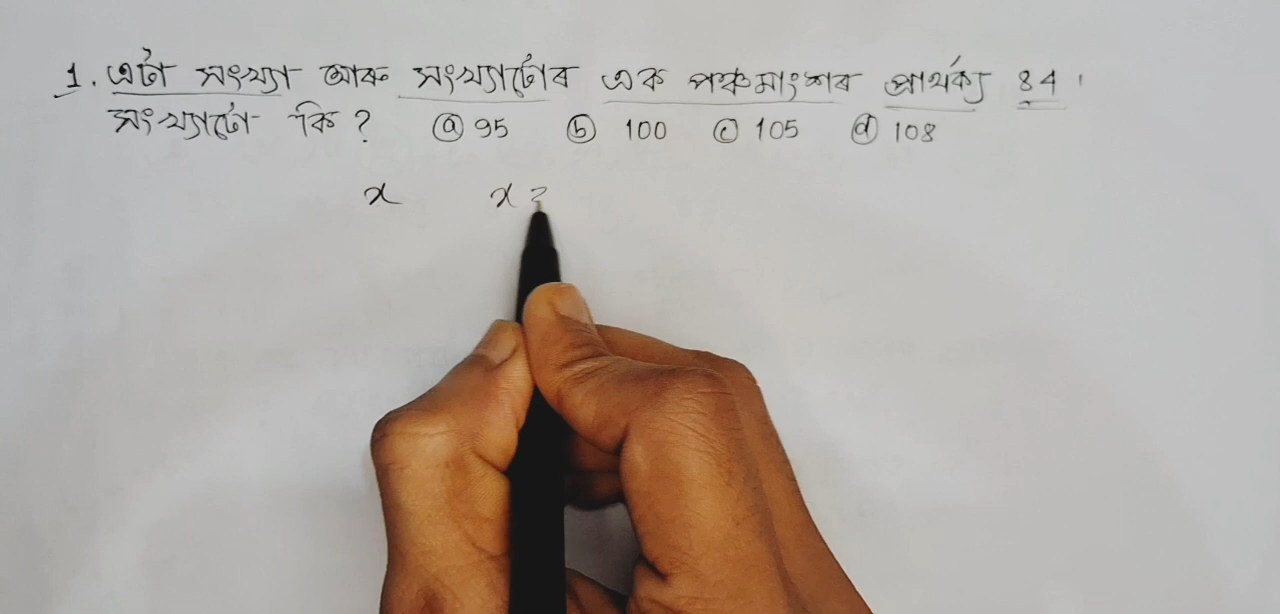 1. এটা সংখ্যা আৰু সংখ্যাটোৰ এক পঞ্চমাংশৰ প্ৰাৰ্থক্য 84।
সংখ্যাটো কি? ⓐ 95 ⓑ 100 ⓒ 105 ⓓ 108
x x